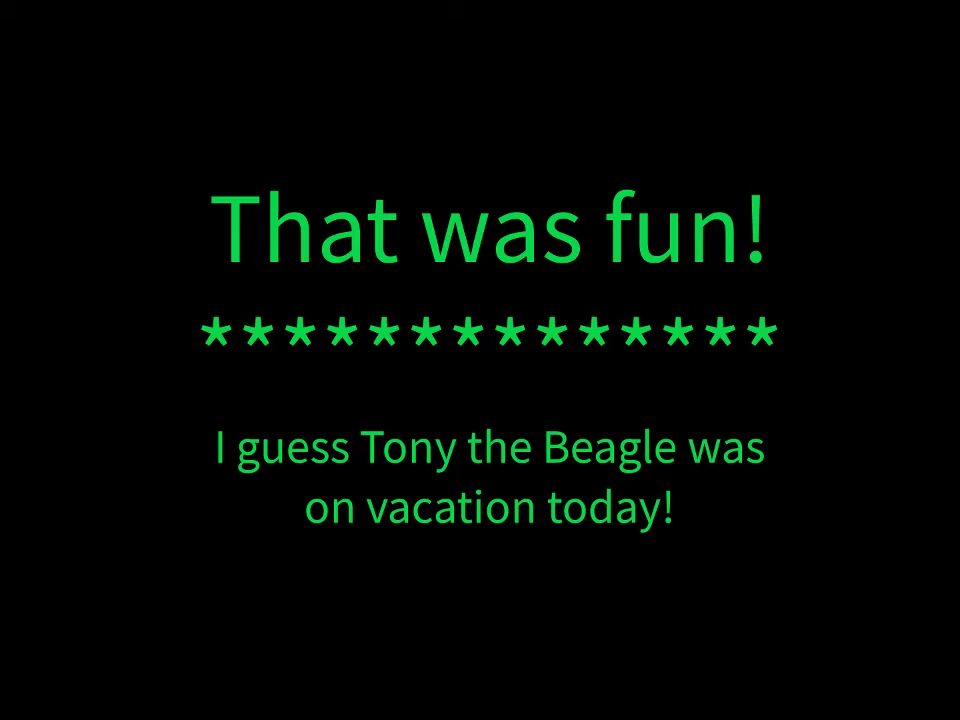 That was fun!
**************
I guess Tony the Beagle was
on vacation today!